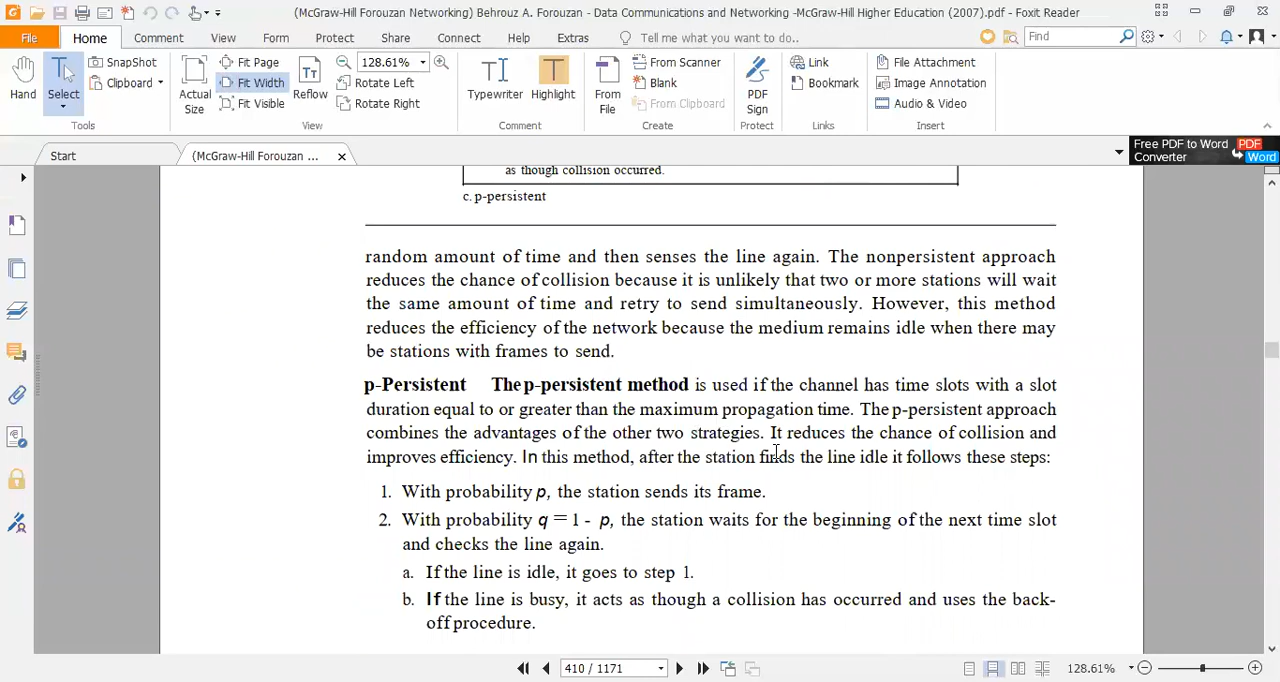 (McGraw-Hill Forouzan Networking) Behrouz A. Forouzan - Data Communications and Networking -McGraw-Hill Higher Education (2007).pdf - Foxit Reader
File Home Comment View Form Protect Share Connect Help Extras Tell me what you want to do... Find
Hand
Select
SnapShot
Clipboard
Tools
Actual Size
Fit Page
Fit Width
Fit Visible
Reflow
128.61%
Rotate Left
Rotate Right
View
Typewriter
Highlight
Comment
From File
From Scanner
Blank
From Clipboard
Create
PDF Sign
Protect
Link
Bookmark
Links
File Attachment
Image Annotation
Audio & Video
Insert
Start (McGraw-Hill Forouzan ...
Free PDF to Word Converter PDF Word
as though collision occurred.
c. p-persistent
random amount of time and then senses the line again. The nonpersistent approach
reduces the chance of collision because it is unlikely that two or more stations will wait
the same amount of time and retry to send simultaneously. However, this method
reduces the efficiency of the network because the medium remains idle when there may
be stations with frames to send.
p-Persistent The p-persistent method is used if the channel has time slots with a slot
duration equal to or greater than the maximum propagation time. The p-persistent approach
combines the advantages of the other two strategies. It reduces the chance of collision and
improves efficiency. In this method, after the station finds the line idle it follows these steps:
1. With probability p, the station sends its frame.
2. With probability q = 1 - p, the station waits for the beginning of the next time slot
and checks the line again.
a. If the line is idle, it goes to step 1.
b. If the line is busy, it acts as though a collision has occurred and uses the back-
off procedure.
410 / 1171
128.61%